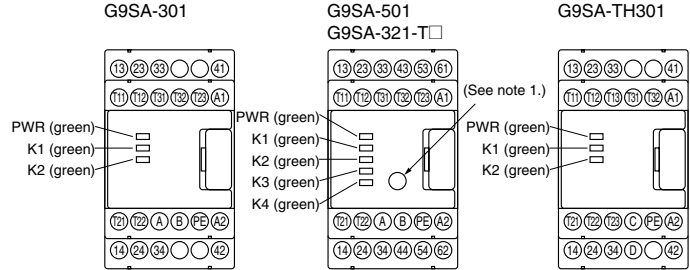 G9SA-301
13 23 33 41
T11 T12 T31 T32 T23 A1
PWR (green)
K1 (green)
K2 (green)
T21 T22 A B PE A2
14 24 34 42
G9SA-501
G9SA-321-T□
13 23 33 43 53 61
T11 T12 T31 T32 T23 A1
(See note 1.)
PWR (green)
K1 (green)
K2 (green)
K3 (green)
K4 (green)
T21 T22 A B PE A2
14 24 34 44 54 62
G9SA-TH301
13 23 33 41
T11 T12 T13 T31 T32 A1
PWR (green)
K1 (green)
K2 (green)
T21 T22 T23 C PE A2
14 24 34 D 42